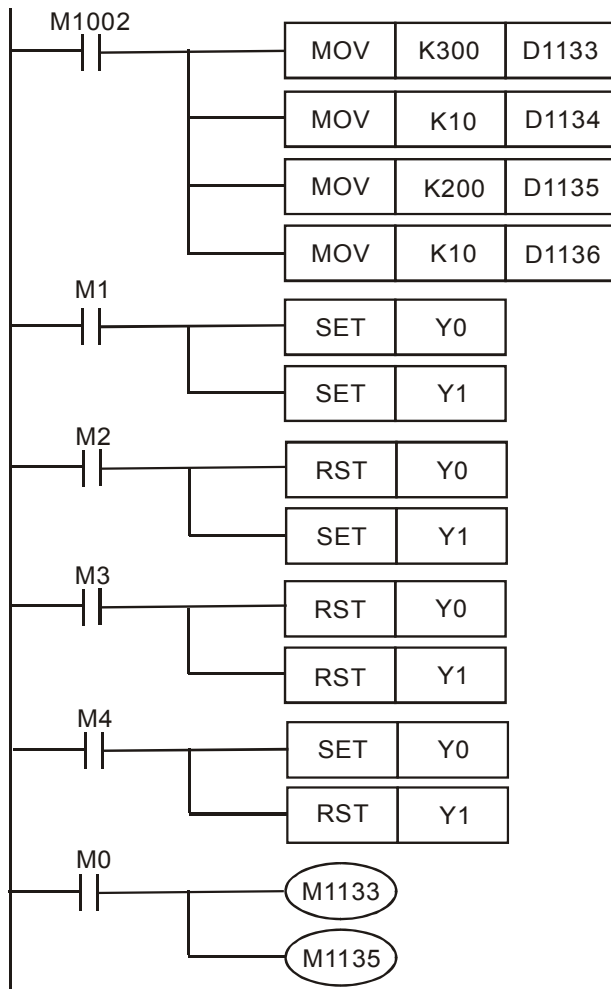 M1002
MOV K300 D1133
MOV K10 D1134
MOV K200 D1135
MOV K10 D1136
M1
SET Y0
SET Y1
M2
RST Y0
SET Y1
M3
RST Y0
RST Y1
M4
SET Y0
RST Y1
M0
M1133
M1135